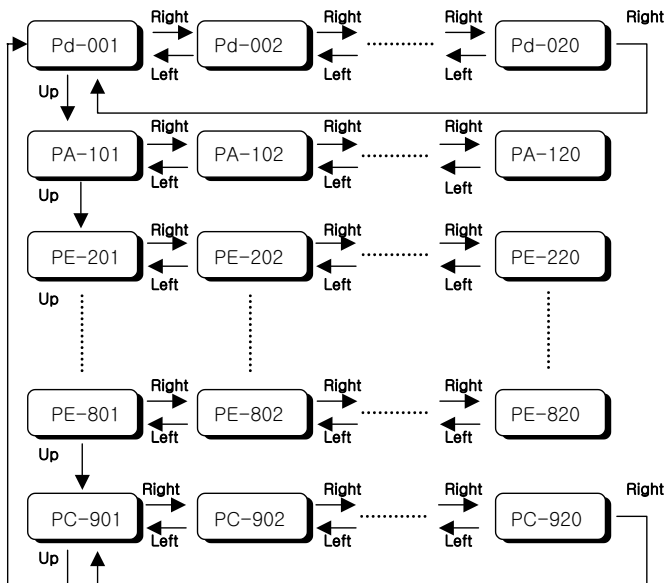 Right Right Right Right
Pd-001 Pd-002 Pd-020
Left Left Left
Up
Right Right Right
PA-101 PA-102 PA-120
Left Left Left
Up
Right Right Right
PE-201 PE-202 PE-220
Left Left Left
Up
Right Right Right
PE-801 PE-802 PE-820
Left Left Left
Up
Right Right Right Right
PC-901 PC-902 PC-920
Left Left Left
Up